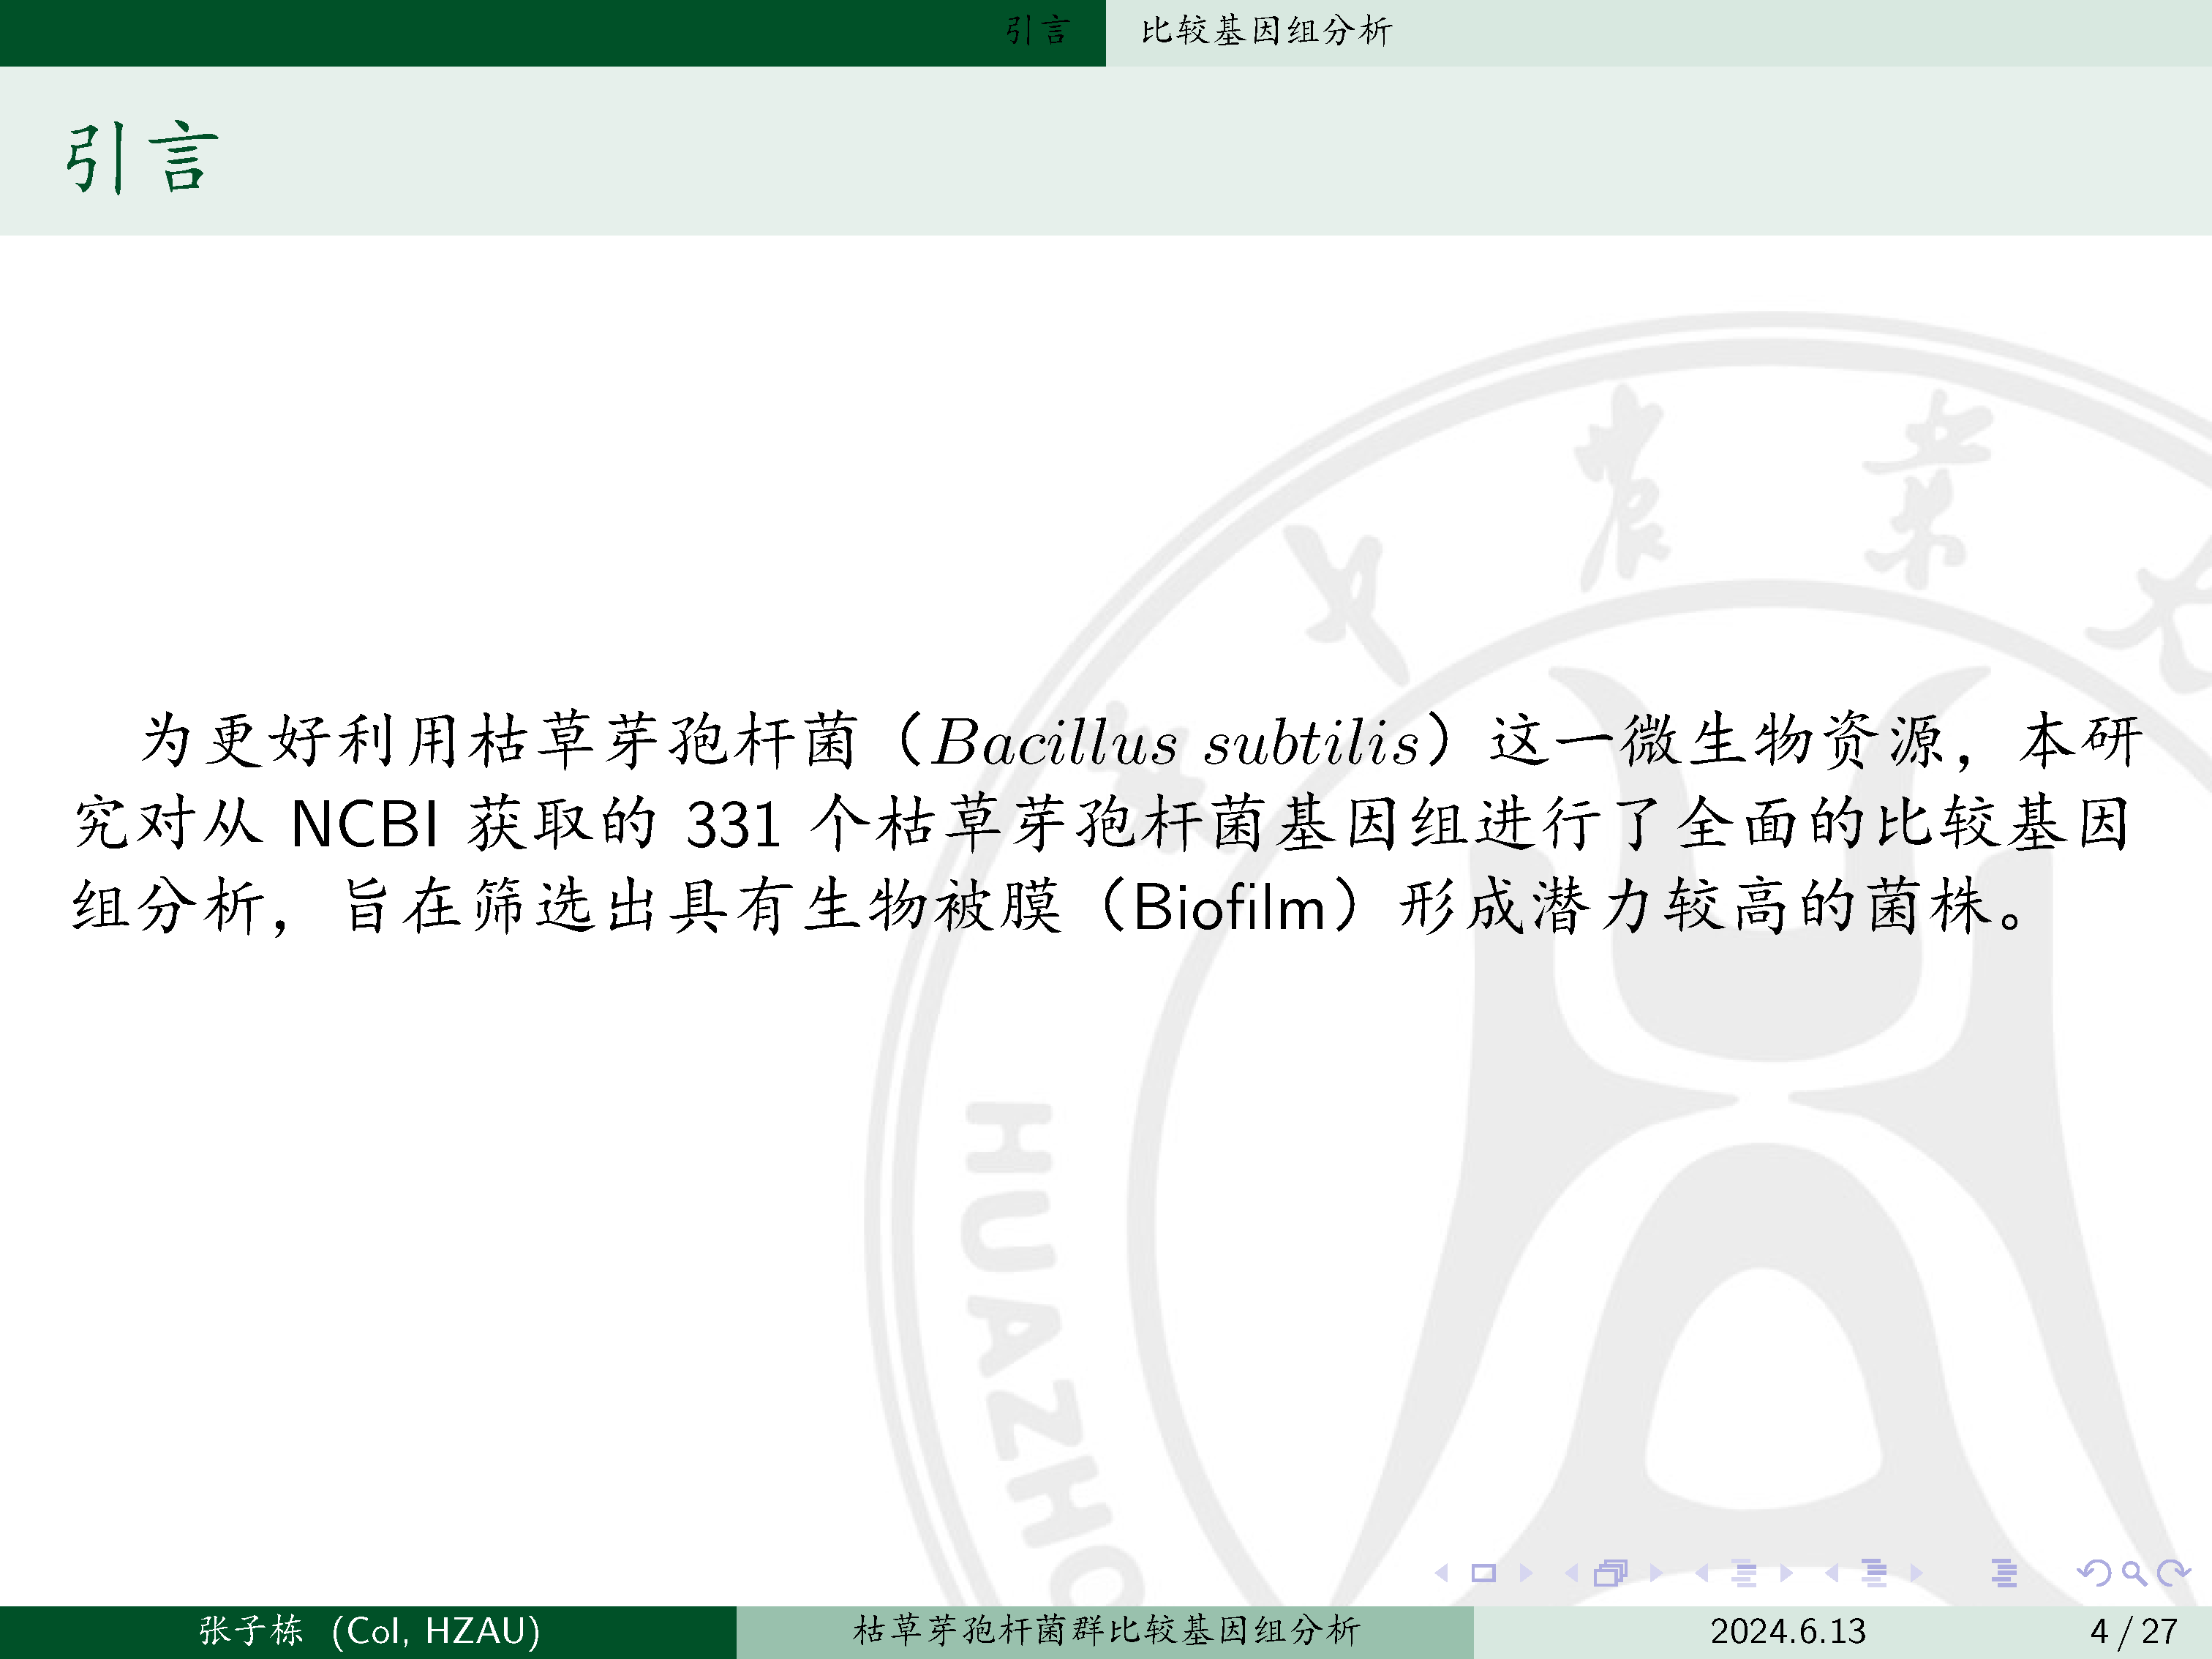 引言 比较基因组分析
引言
为更好利用枯草芽孢杆菌（Bacillus subtilis）这一微生物资源，本研
究对从 NCBI 获取的 331 个枯草芽孢杆菌基因组进行了全面的比较基因
组分析，旨在筛选出具有生物被膜（Biofilm）形成潜力较高的菌株。
农 业 大
HUAZHO
张子栋 (CoI, HZAU) 枯草芽孢杆菌群比较基因组分析 2024.6.13 4 / 27